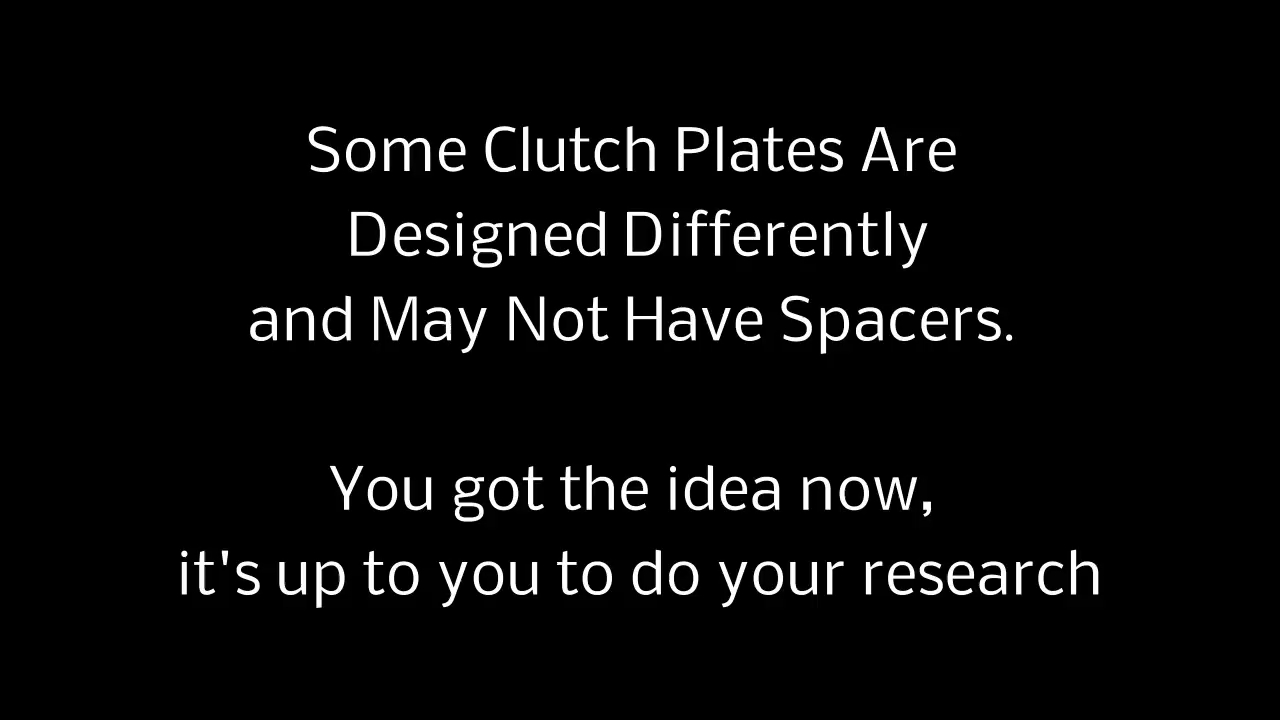 Some Clutch Plates Are
Designed Differently
and May Not Have Spacers.
You got the idea now,
it's up to you to do your research